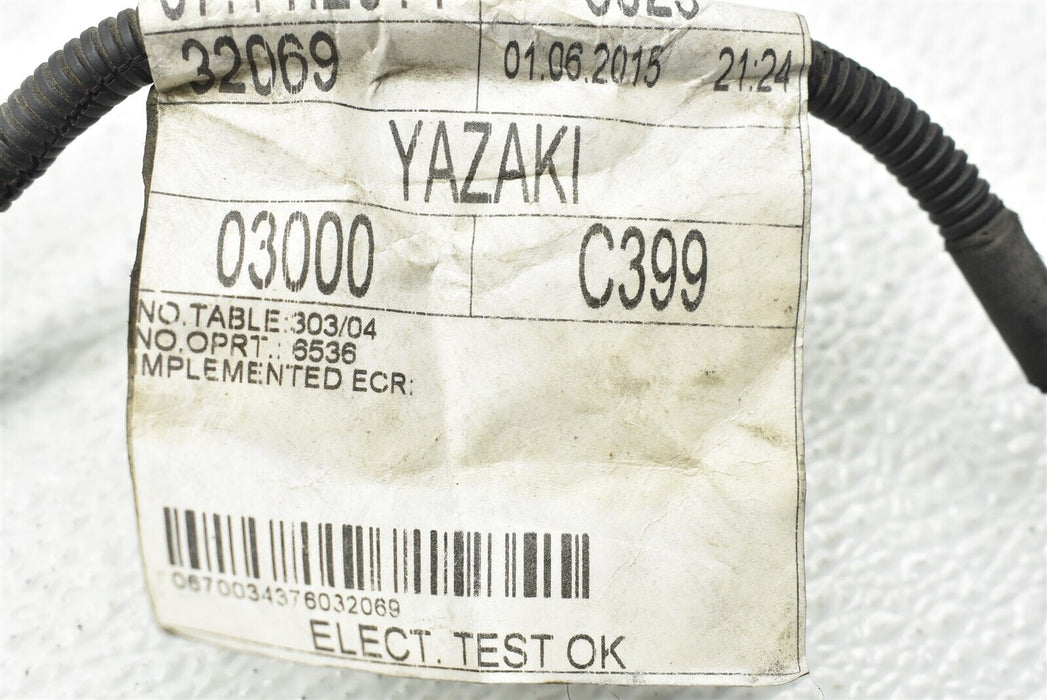 32069 01.06.2015 21:24
YAZAKI
03000 C399
NO.TABLE:303/04
NO.OPRT.: 6536
IMPLEMENTED ECR:
0670034376032069
ELECT. TEST OK